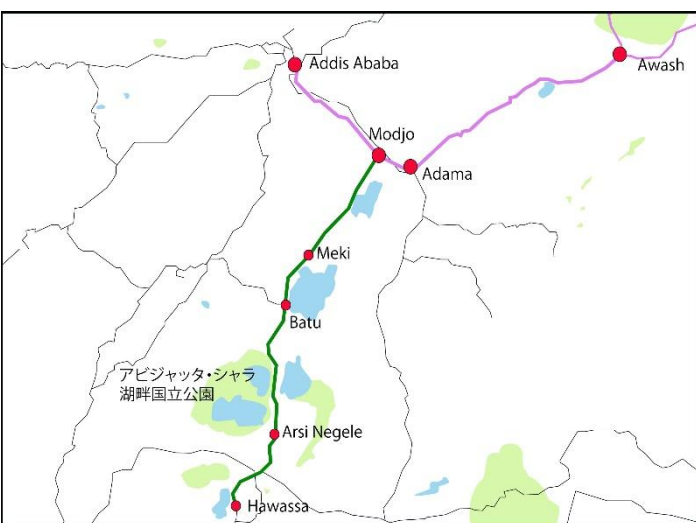 Addis Ababa
Awash
Modjo
Adama
Meki
Batu
アビジャッタ・シャラ
湖畔国立公園
Arsi Negele
Hawassa